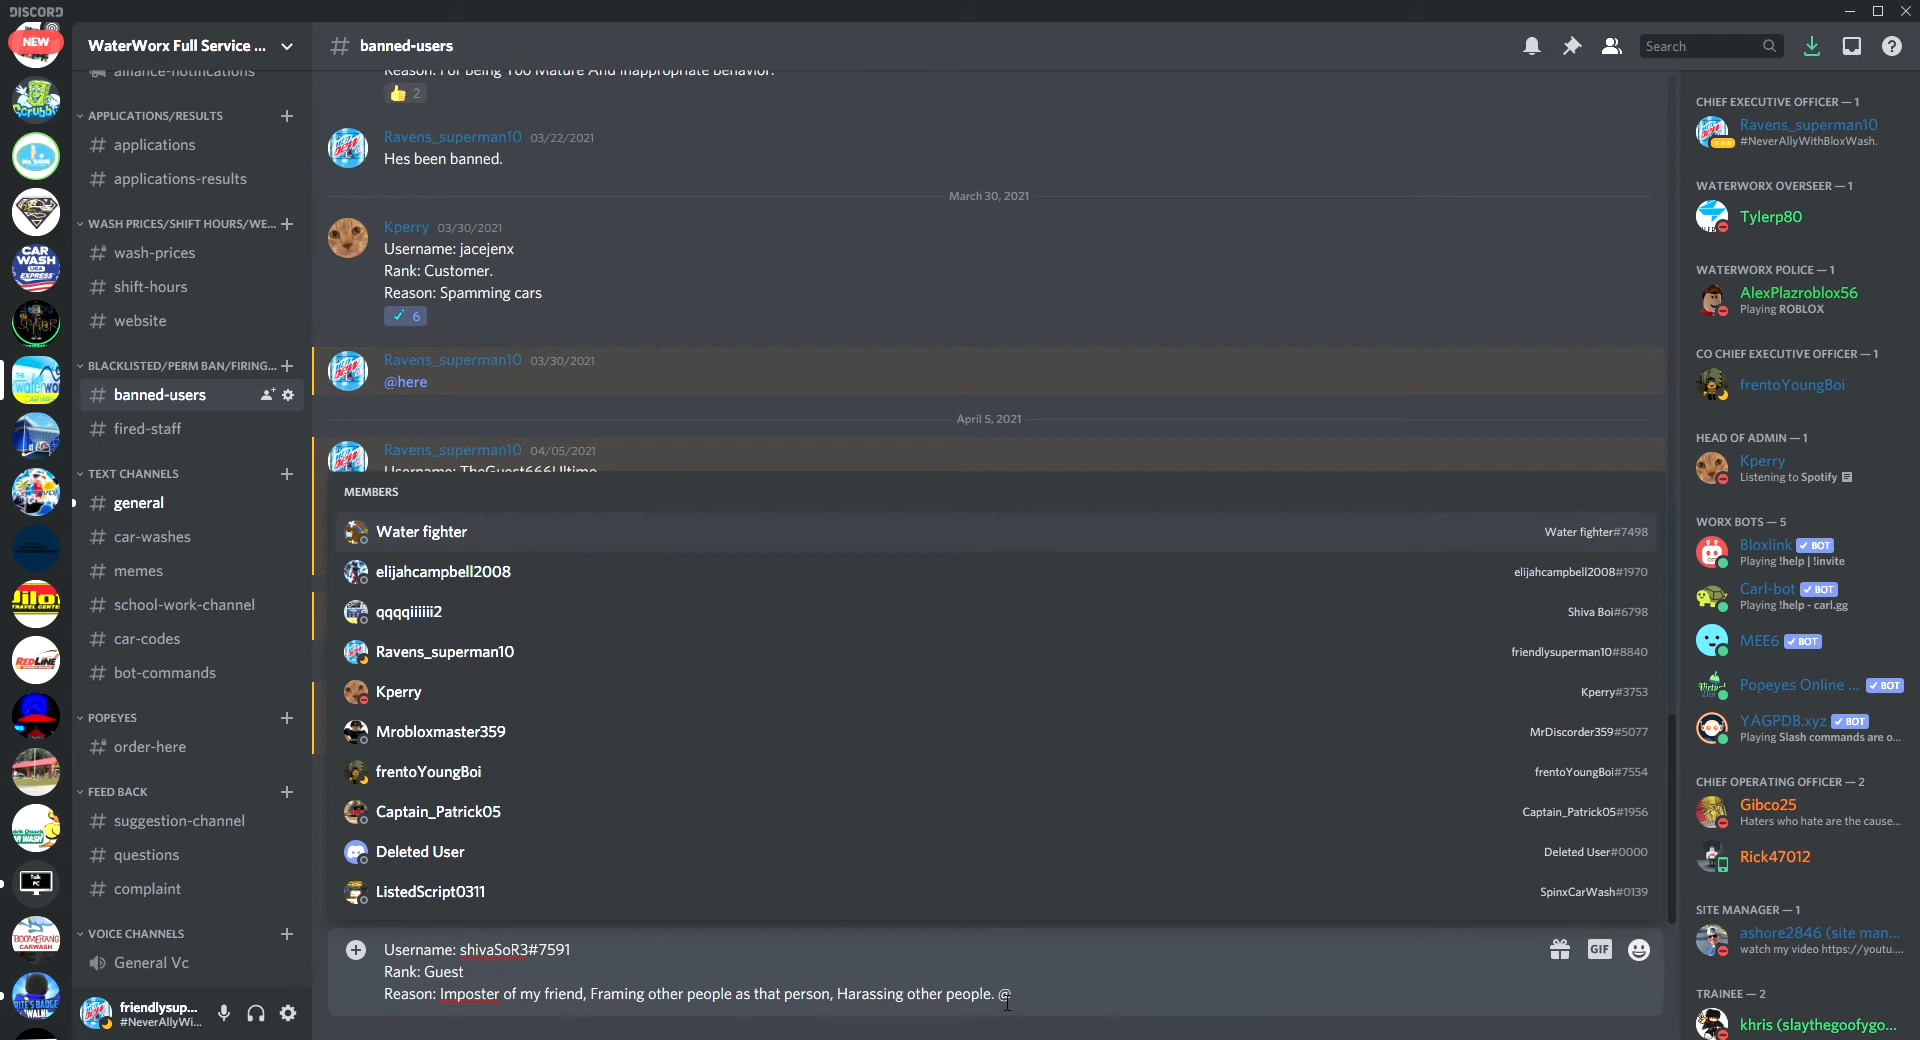 DISCORD
NEW
WaterWorx Full Service ...
alliance-notifications
APPLICATIONS/RESULTS
applications
applications-results
WASH PRICES/SHIFT HOURS/WE...
wash-prices
shift-hours
website
BLACKLISTED/PERM BAN/FIRING...
banned-users
fired-staff
TEXT CHANNELS
general
car-washes
memes
school-work-channel
car-codes
bot-commands
POPEYES
order-here
FEED BACK
suggestion-channel
questions
complaint
VOICE CHANNELS
General Vc
friendlysup...
#NeverAllyWi...
banned-users
Search
Reason: For Being Too Mature And Inappropriate Behavior.
2
Ravens_superman10 03/22/2021
Hes been banned.
March 30, 2021
Kperry 03/30/2021
Username: jacejenx
Rank: Customer.
Reason: Spamming cars
6
Ravens_superman10 03/30/2021
@here
April 5, 2021
Ravens_superman10 04/05/2021
Username: TheGuest666Ultimo
MEMBERS
Water fighter Water fighter#7498
elijahcampbell2008 elijahcampbell2008#1970
qqqqiiiiii2 Shiva Boi#6798
Ravens_superman10 friendlysuperman10#8840
Kperry Kperry#3753
Mrobloxmaster359 MrDiscorder359#5077
frentoYoungBoi frentoYoungBoi#7554
Captain_Patrick05 Captain_Patrick05#1956
Deleted User Deleted User#0000
ListedScript0311 SpinxCarWash#0139
Username: shivaSoR3#7591
Rank: Guest
Reason: Imposter of my friend, Framing other people as that person, Harassing other people. @
GIF
CHIEF EXECUTIVE OFFICER — 1
Ravens_superman10
#NeverAllyWithBloxWash.
WATERWORX OVERSEER — 1
Tylerp80
WATERWORX POLICE — 1
AlexPlazroblox56
Playing ROBLOX
CO CHIEF EXECUTIVE OFFICER — 1
frentoYoungBoi
HEAD OF ADMIN — 1
Kperry
Listening to Spotify
WORX BOTS — 5
Bloxlink BOT
Playing !help | !invite
Carl-bot BOT
Playing !help - carl.gg
MEE6 BOT
Popeyes Online ... BOT
YAGPDB.xyz BOT
Playing Slash commands are o...
CHIEF OPERATING OFFICER — 2
Gibco25
Haters who hate are the cause...
Rick47012
SITE MANAGER — 1
ashore2846 (site man...
watch my video https://youtu....
TRAINEE — 2
khris (slaythegoofygo...